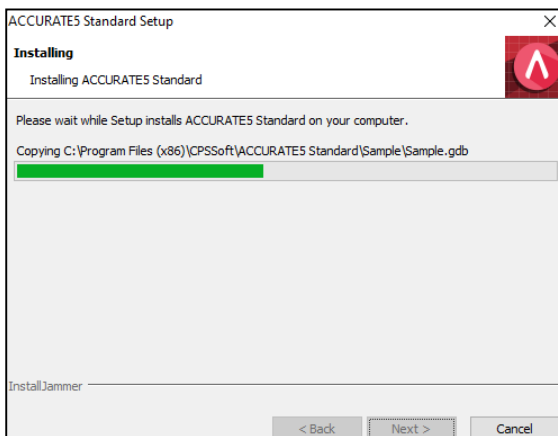 ACCURATE5 Standard Setup
Installing
Installing ACCURATE5 Standard
Please wait while Setup installs ACCURATE5 Standard on your computer.
Copying C:\Program Files (x86)\CPSSoft\ACCURATE5 Standard\Sample\Sample.gdb
InstallJammer
< Back Next > Cancel